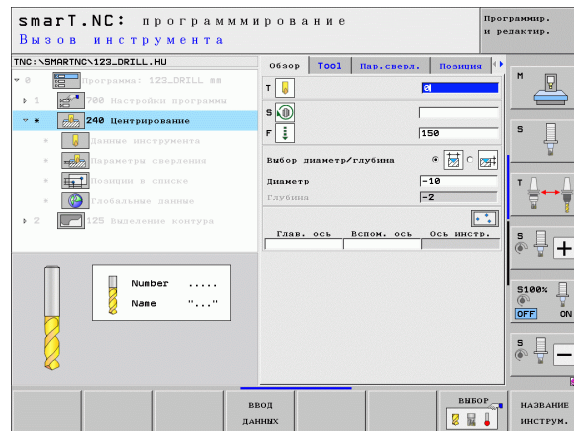 smarT.NC: программмирование
Вызов инструмента
Программир.
и редактир.
TNC:\SMARTNC\123_DRILL.HU
0 Программа: 123_DRILL мм
1 700 Настройки программы
* 240 Центрирование
* Данные инструмента
* Параметры сверления
* Позиции в списке
* Глобальные данные
2 125 Выделение контура
Number .....
Name "..."
Обзор Tool Пар.сверл. Позиция
T 0
S
F 150
Выбор диаметр/глубина
Диаметр -10
Глубина -2
Глав. ось Вспом. ось Ось инстр.
M
S
T
S
+
S100%
OFF ON
S
-
ВВОД
ДАННЫХ
ВЫБОР
НАЗВАНИЕ
ИНСТРУМ.